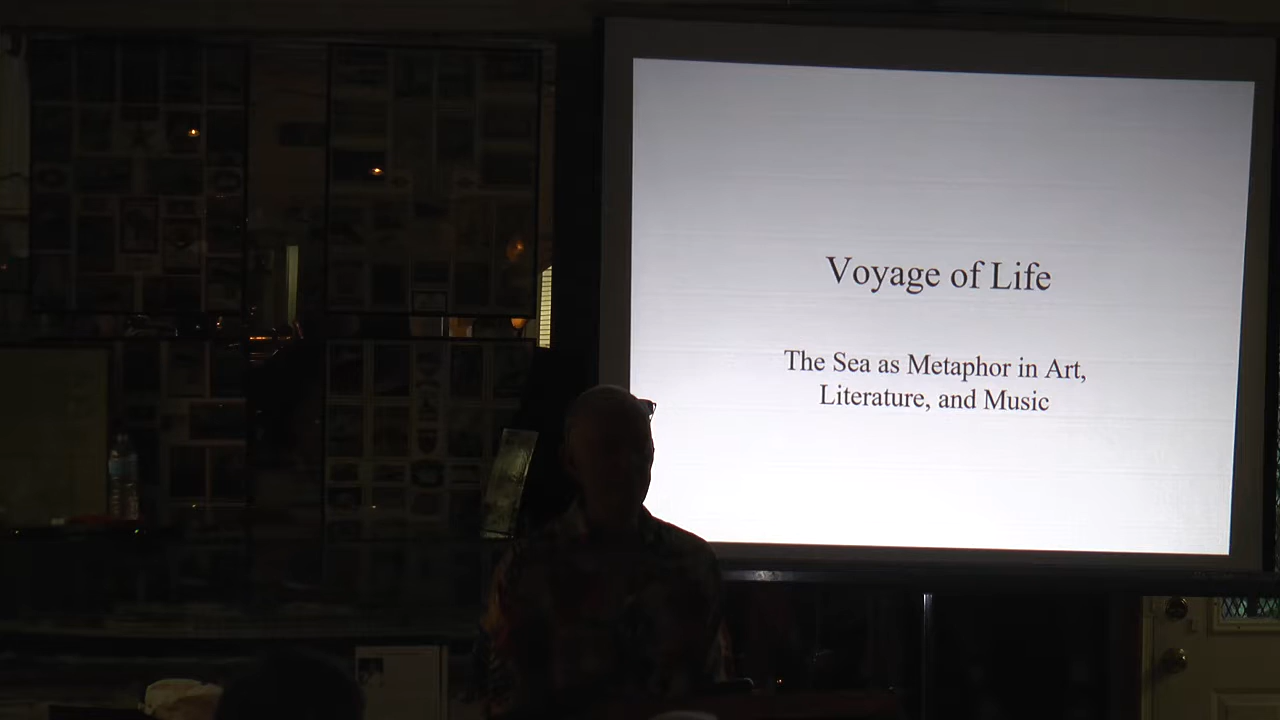 Voyage of Life
The Sea as Metaphor in Art,
Literature, and Music